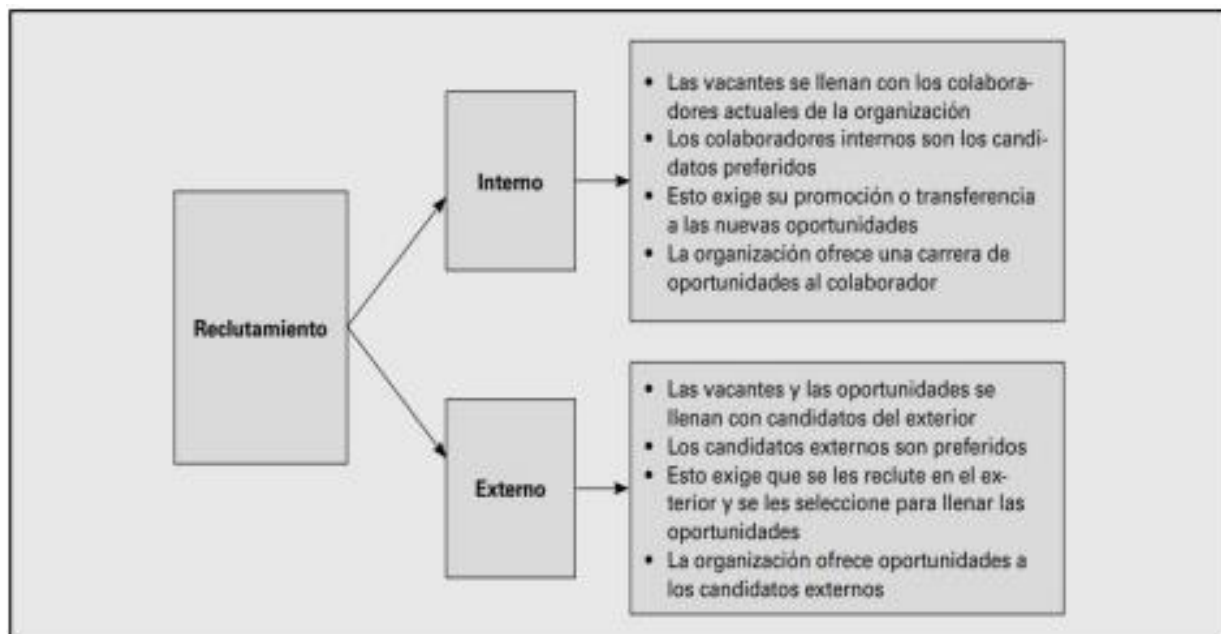 Reclutamiento
Interno
• Las vacantes se llenan con los colabora-
dores actuales de la organización
• Los colaboradores internos son los candi-
datos preferidos
• Esto exige su promoción o transferencia
a las nuevas oportunidades
• La organización ofrece una carrera de
oportunidades al colaborador
Externo
• Las vacantes y las oportunidades se
llenan con candidatos del exterior
• Los candidatos externos son preferidos
• Esto exige que se les reclute en el ex-
terior y se les seleccione para llenar las
oportunidades
• La organización ofrece oportunidades a
los candidatos externos